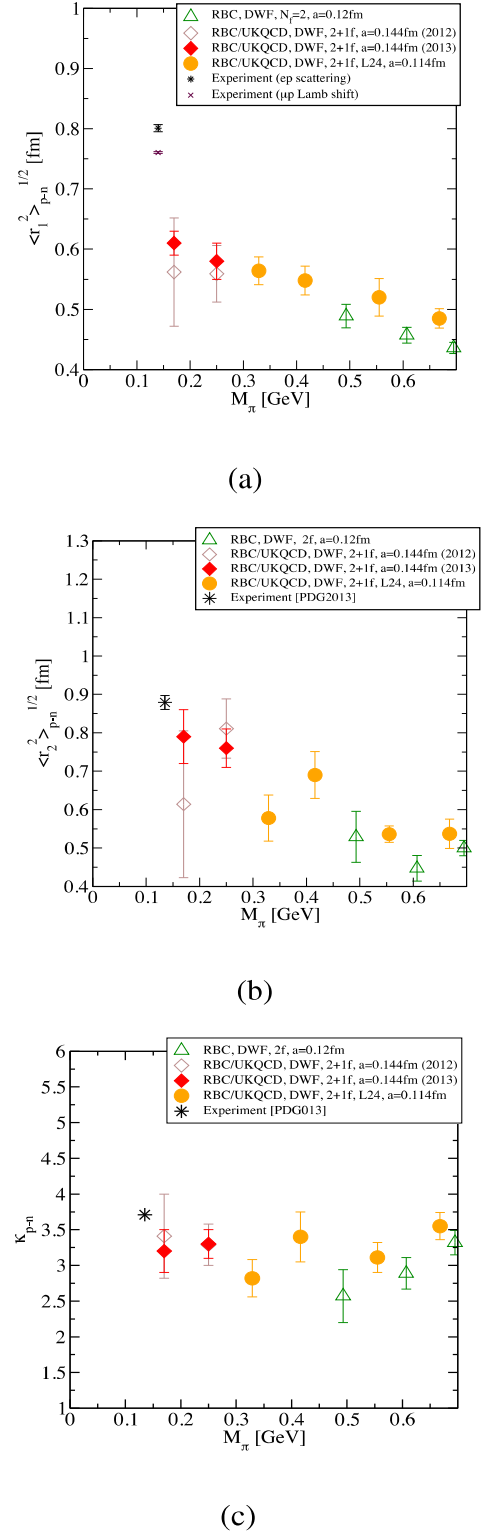 RBC, DWF, N_f=2, a=0.12fm
RBC/UKQCD, DWF, 2+1f, a=0.144fm (2012)
RBC/UKQCD, DWF, 2+1f, a=0.144fm (2013)
RBC/UKQCD, DWF, 2+1f, L24, a=0.114fm
Experiment (ep scattering)
Experiment (μp Lamb shift)
1
0.9
0.8
0.7
0.6
0.5
0.4
<r_1^2>_{p-n}^{1/2} [fm]
0 0.1 0.2 0.3 0.4 0.5 0.6
M_π [GeV]
(a)
RBC, DWF, 2f, a=0.12fm
RBC/UKQCD, DWF, 2+1f, a=0.144fm (2012)
RBC/UKQCD, DWF, 2+1f, a=0.144fm (2013)
RBC/UKQCD, DWF, 2+1f, L24, a=0.114fm
Experiment [PDG2013]
1.3
1.2
1.1
1
0.9
0.8
0.7
0.6
0.5
0.4
<r_2^2>_{p-n}^{1/2} [fm]
0 0.1 0.2 0.3 0.4 0.5 0.6
M_π [GeV]
(b)
RBC, DWF, 2f, a=0.12fm
RBC/UKQCD, DWF, 2+1f, a=0.144fm (2012)
RBC/UKQCD, DWF, 2+1f, a=0.144fm (2013)
RBC/UKQCD, DWF, 2+1f, L24, a=0.114fm
Experiment [PDG013]
6
5.5
5
4.5
4
3.5
3
2.5
2
1.5
1
κ_{p-n}
0 0.1 0.2 0.3 0.4 0.5 0.6
M_π [GeV]
(c)